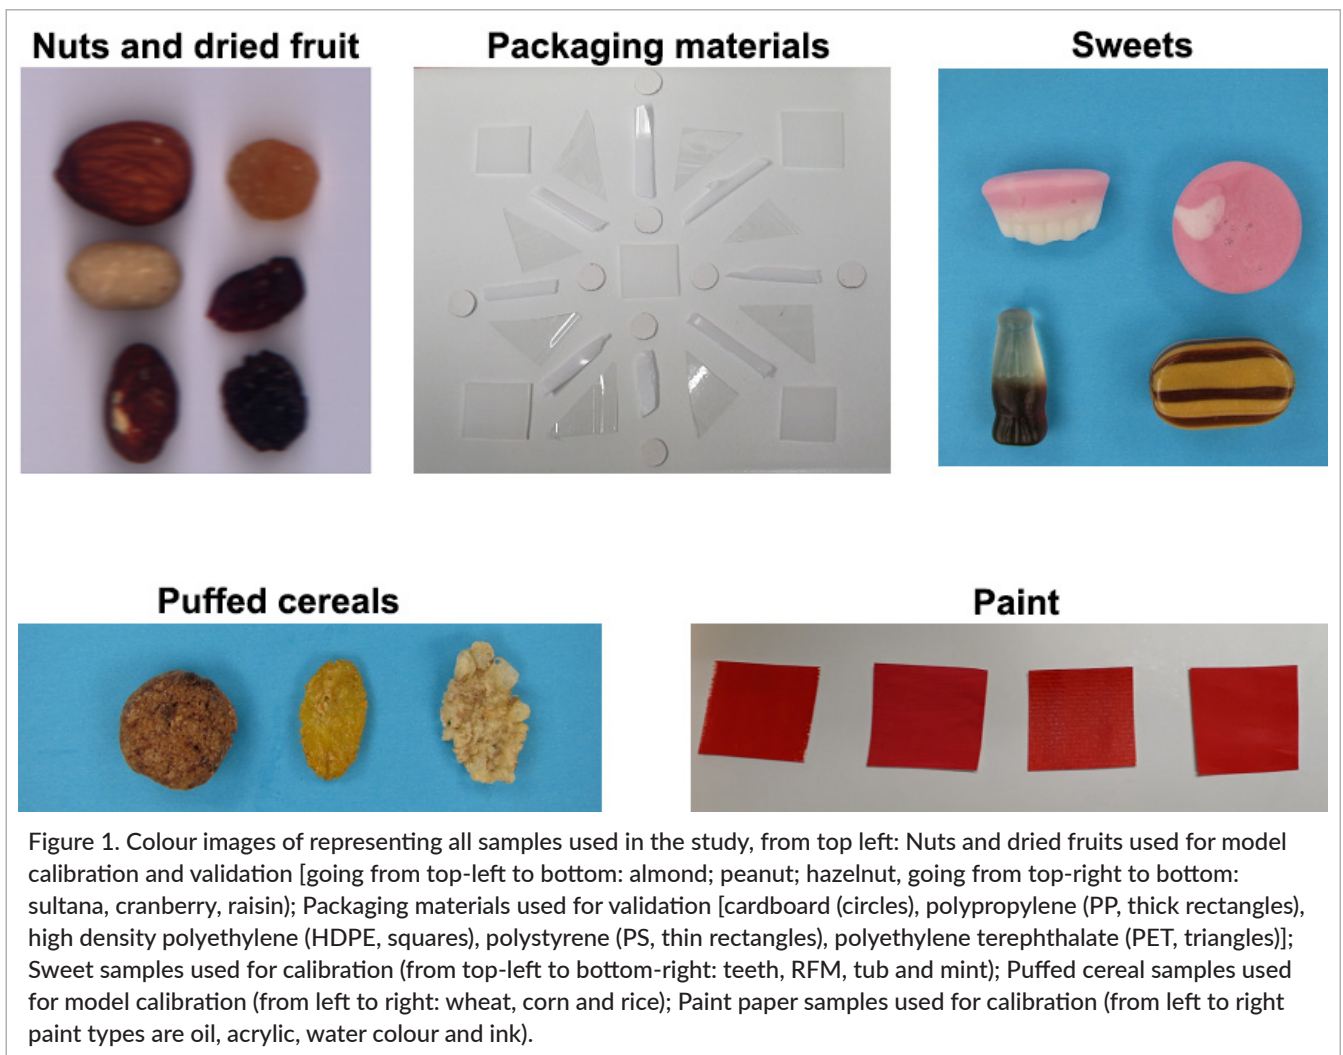 Nuts and dried fruit
Packaging materials
Sweets
Puffed cereals
Paint
Figure 1. Colour images of representing all samples used in the study, from top left: Nuts and dried fruits used for model
calibration and validation [going from top-left to bottom: almond; peanut; hazelnut, going from top-right to bottom:
sultana, cranberry, raisin); Packaging materials used for validation [cardboard (circles), polypropylene (PP, thick rectangles),
high density polyethylene (HDPE, squares), polystyrene (PS, thin rectangles), polyethylene terephthalate (PET, triangles)];
Sweet samples used for calibration (from top-left to bottom-right: teeth, RFM, tub and mint); Puffed cereal samples used
for model calibration (from left to right: wheat, corn and rice); Paint paper samples used for calibration (from left to right
paint types are oil, acrylic, water colour and ink).